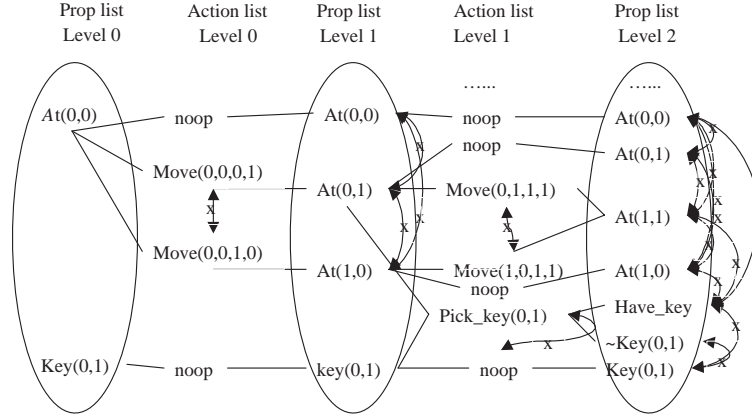 Prop list Action list Prop list Action list Prop list
Level 0 Level 0 Level 1 Level 1 Level 2
At(0,0) noop At(0,0) ...... noop ...... At(0,0)
noop At(0,1)
x
Move(0,0,0,1) x
At(0,1) Move(0,1,1,1) x x
x x x x x
x At(1,1) x
Move(0,0,1,0)
At(1,0) Move(1,0,1,1) At(1,0) x
noop x
Pick_key(0,1) Have_key
x ~Key(0,1) x
Key(0,1) noop key(0,1) noop Key(0,1)